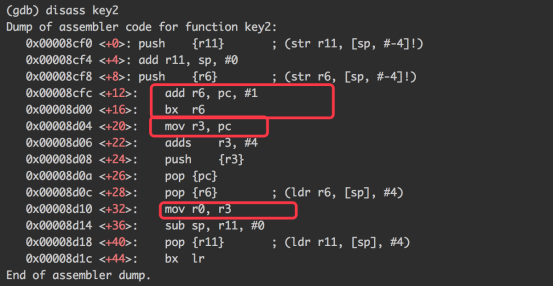 (gdb) disass key2
Dump of assembler code for function key2:
0x00008cf0 <+0>: push {r11} ; (str r11, [sp, #-4]!)
0x00008cf4 <+4>: add r11, sp, #0
0x00008cf8 <+8>: push {r6} ; (str r6, [sp, #-4]!)
0x00008cfc <+12>: add r6, pc, #1
0x00008d00 <+16>: bx r6
0x00008d04 <+20>: mov r3, pc
0x00008d06 <+22>: adds r3, #4
0x00008d08 <+24>: push {r3}
0x00008d0a <+26>: pop {pc}
0x00008d0c <+28>: pop {r6} ; (ldr r6, [sp], #4)
0x00008d10 <+32>: mov r0, r3
0x00008d14 <+36>: sub sp, r11, #0
0x00008d18 <+40>: pop {r11} ; (ldr r11, [sp], #4)
0x00008d1c <+44>: bx lr
End of assembler dump.